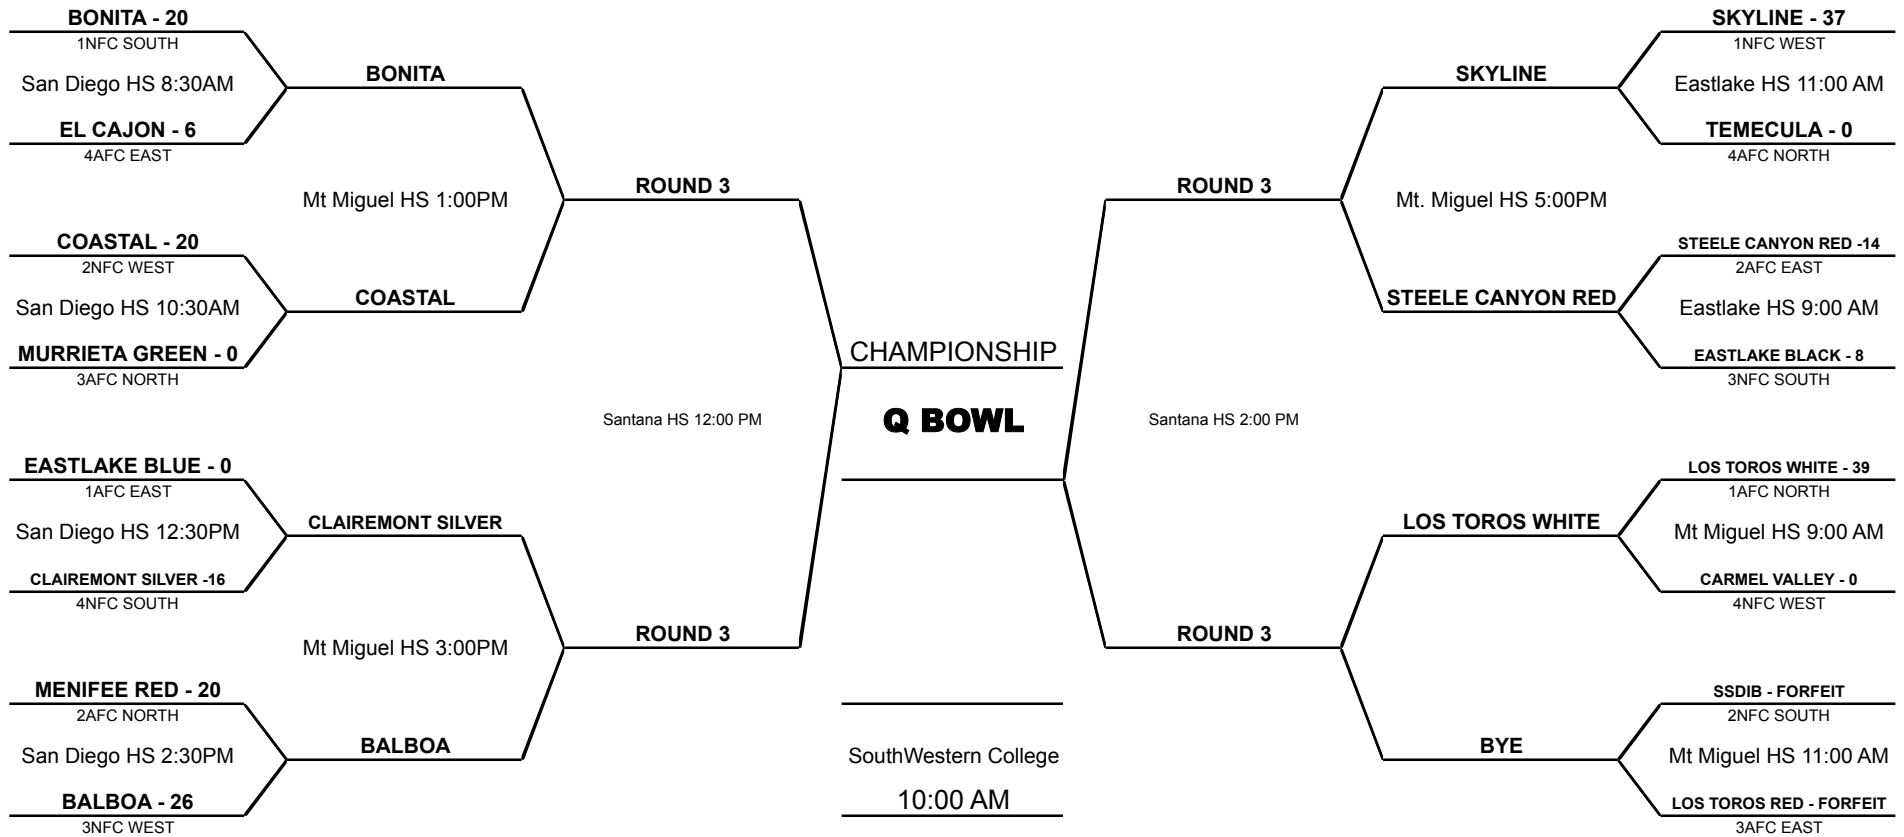 BONITA - 20
1NFC SOUTH
San Diego HS 8:30AM
EL CAJON - 6
4AFC EAST
COASTAL - 20
2NFC WEST
San Diego HS 10:30AM
MURRIETA GREEN - 0
3AFC NORTH
EASTLAKE BLUE - 0
1AFC EAST
San Diego HS 12:30PM
CLAIREMONT SILVER -16
4NFC SOUTH
MENIFEE RED - 20
2AFC NORTH
San Diego HS 2:30PM
BALBOA - 26
3NFC WEST
BONITA
Mt Miguel HS 1:00PM
COASTAL
CLAIREMONT SILVER
Mt Miguel HS 3:00PM
BALBOA
ROUND 3
Santana HS 12:00 PM
ROUND 3
CHAMPIONSHIP
Q BOWL
SouthWestern College
10:00 AM
ROUND 3
Santana HS 2:00 PM
ROUND 3
SKYLINE
Mt. Miguel HS 5:00PM
STEELE CANYON RED
LOS TOROS WHITE
BYE
SKYLINE - 37
1NFC WEST
Eastlake HS 11:00 AM
TEMECULA - 0
4AFC NORTH
STEELE CANYON RED -14
2AFC EAST
Eastlake HS 9:00 AM
EASTLAKE BLACK - 8
3NFC SOUTH
LOS TOROS WHITE - 39
1AFC NORTH
Mt Miguel HS 9:00 AM
CARMEL VALLEY - 0
4NFC WEST
SSDIB - FORFEIT
2NFC SOUTH
Mt Miguel HS 11:00 AM
LOS TOROS RED - FORFEIT
3AFC EAST